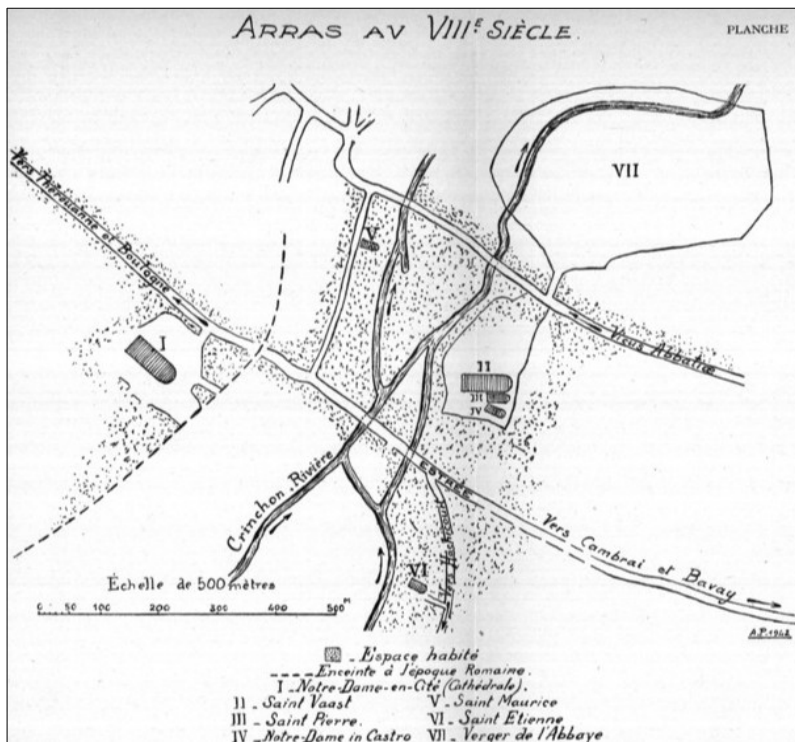 ARRAS AV VIIIE SIÈCLE.
PLANCHE
VII
Vers Thérouanne et Boulogne
V
I
II
III
IV
Vicus Abbatiæ
Crinchon Rivière
ESTRÉE
Vers Cambrai et Bavay
VI
Échelle de 500 mètres
0 50 100 200 300 400 500M
A.P.1942
- Espace habité
Enceinte à l'époque Romaine.
I - Notre-Dame-en-Cité (Cathédrale).
II - Saint Vaast V - Saint Maurice
III - Saint Pierre. VI - Saint Etienne
IV - Notre-Dame in Castro VII - Verger de l'Abbaye